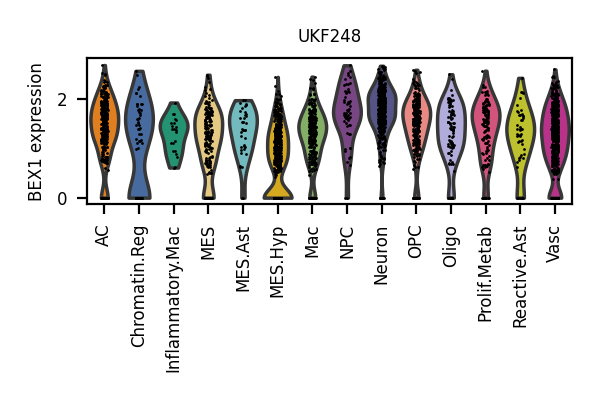 UKF248
BEX1 expression
2
0
AC
Chromatin.Reg
Inflammatory.Mac
MES
MES.Ast
MES.Hyp
Mac
NPC
Neuron
OPC
Oligo
Prolif.Metab
Reactive.Ast
Vasc